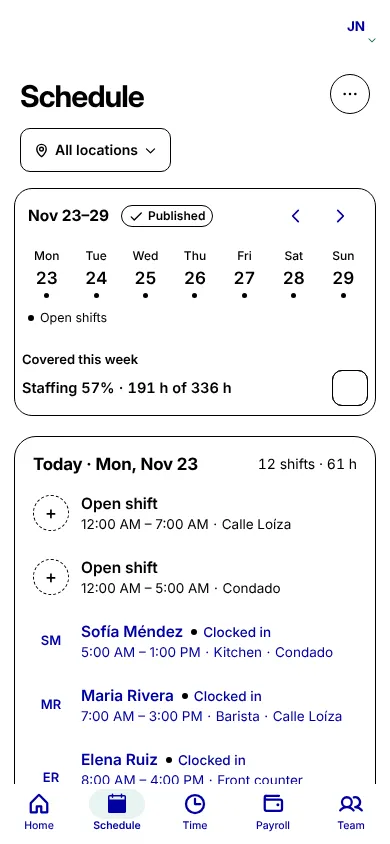 JN
Schedule
All locations
Nov 23–29 Published
Mon Tue Wed Thu Fri Sat Sun
23 24 25 26 27 28 29
Open shifts
Covered this week
Staffing 57% · 191 h of 336 h
Today · Mon, Nov 23 12 shifts · 61 h
Open shift
12:00 AM – 7:00 AM · Calle Loíza
Open shift
12:00 AM – 5:00 AM · Condado
SM
Sofía Méndez • Clocked in
5:00 AM – 1:00 PM · Kitchen · Condado
MR
Maria Rivera • Clocked in
7:00 AM – 3:00 PM · Barista · Calle Loíza
ER
Elena Ruiz • Clocked in
8:00 AM – 4:00 PM · Front counter
Home Schedule Time Payroll Team